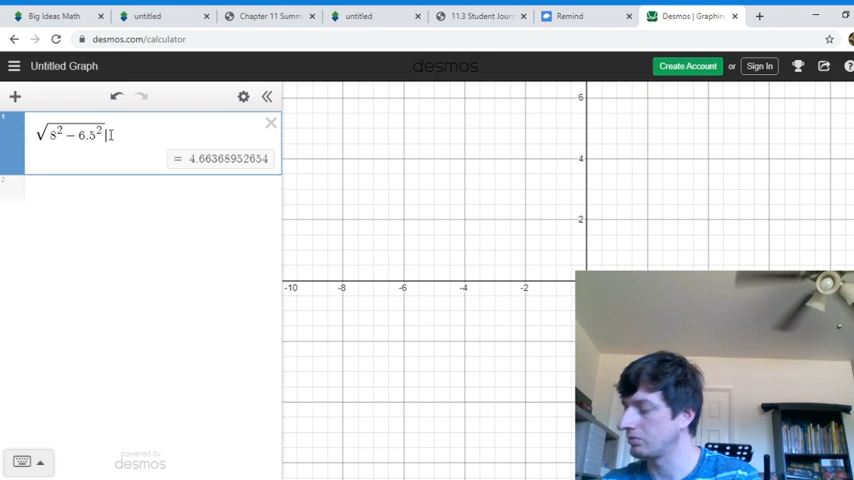 Big Ideas Math
untitled
Chapter 11 Summ
untitled
11.3 Student Jour
Remind
Desmos | Graphing
desmos.com/calculator
Untitled Graph
desmos
Create Account
or
Sign In
1
√8² − 6.5²
= 4.66368952654
2
6
4
2
-10
-8
-6
-4
-2
0
powered by
desmos